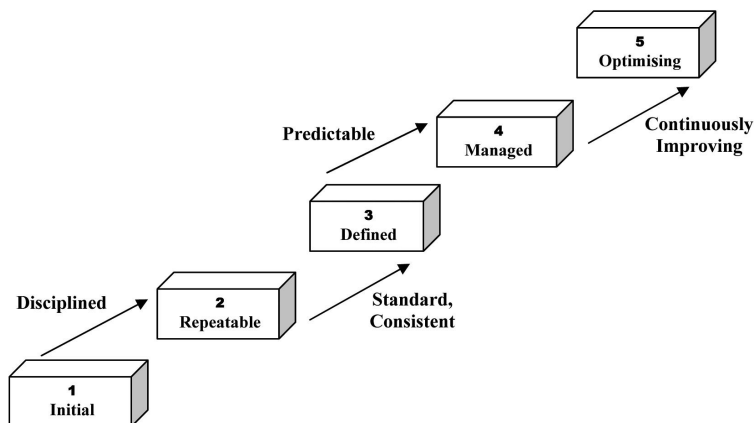 5
Optimising
Predictable
4
Managed
Continuously
Improving
3
Defined
Disciplined
2
Repeatable
Standard,
Consistent
1
Initial